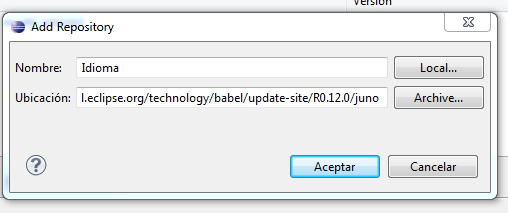 Version
Add Repository
Nombre: Idioma Local...
Ubicación: l.eclipse.org/technology/babel/update-site/R0.12.0/juno Archive...
? Aceptar Cancelar